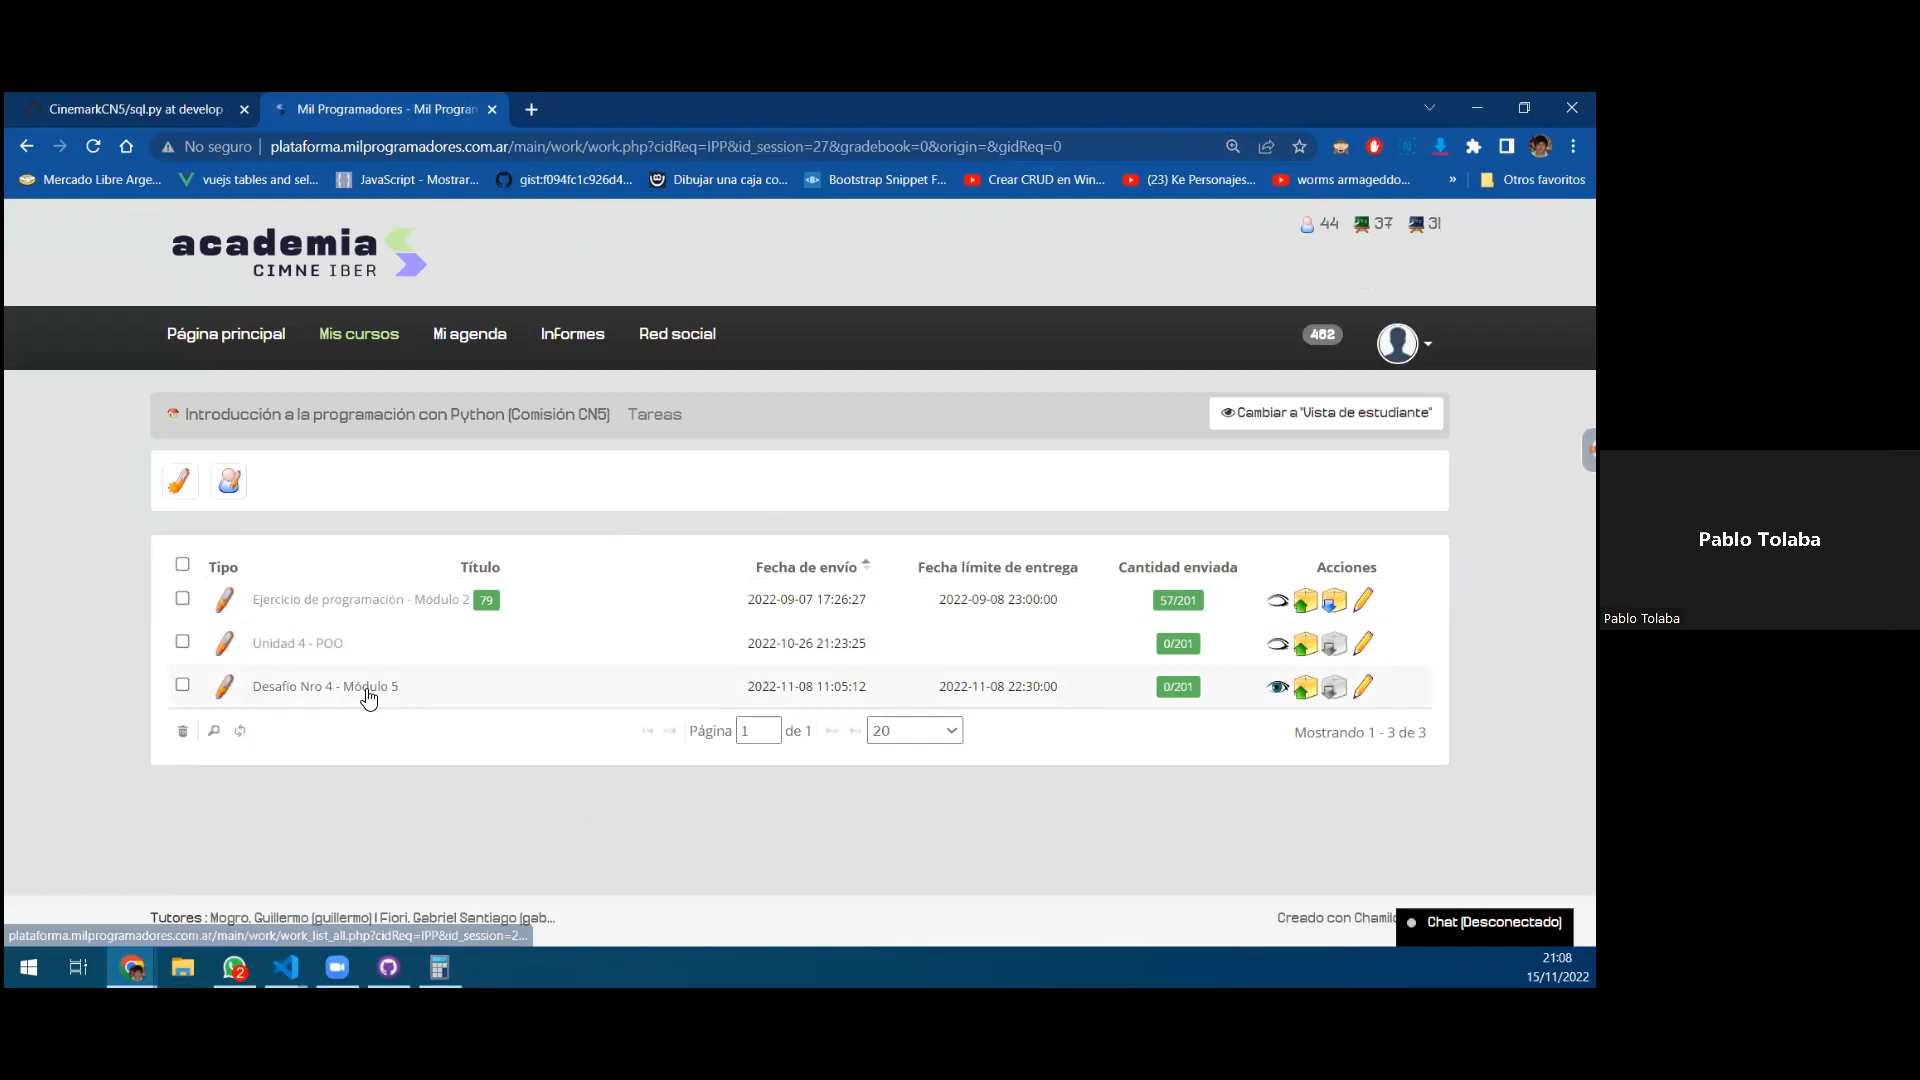 CinemarkCN5/sql.py at develop
Mil Programadores - Mil Program
No seguro | plataforma.milprogramadores.com.ar/main/work/work.php?cidReq=IPP&id_session=27&gradebook=0&origin=&gidReq=0
Mercado Libre Arge... vuejs tables and sel... JavaScript - Mostrar... gist:f094fc1c926d4... Dibujar una caja co... Bootstrap Snippet F... Crear CRUD en Win... (23) Ke Personajes... worms armageddo... » Otros favoritos
44 37 31
academia
CIMNE IBER
Página principal Mis cursos Mi agenda Informes Red social 462
Introducción a la programación con Python (Comisión CN5) Tareas Cambiar a "Vista de estudiante"
Tipo Título Fecha de envío Fecha límite de entrega Cantidad enviada Acciones
Ejercicio de programación - Módulo 2 79 2022-09-07 17:26:27 2022-09-08 23:00:00 57/201
Unidad 4 - POO 2022-10-26 21:23:25 0/201
Desafío Nro 4 - Módulo 5 2022-11-08 11:05:12 2022-11-08 22:30:00 0/201
Página 1 de 1 20 Mostrando 1 - 3 de 3
Tutores : Mogro, Guillermo (guillermo) | Fiori, Gabriel Santiago (gab... Creado con Chamilo
Chat (Desconectado)
plataforma.milprogramadores.com.ar/main/work/work_list_all.php?cidReq=IPP&id_session=2...
2
21:08
15/11/2022
Pablo Tolaba
Pablo Tolaba